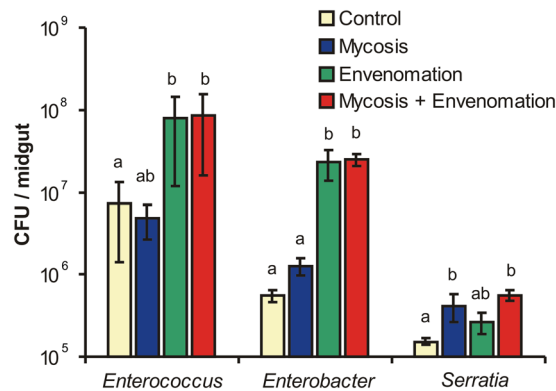 10⁹
10⁸
10⁷
10⁶
10⁵
CFU / midgut
Control
Mycosis
Envenomation
Mycosis + Envenomation
a
ab
b
b
a
a
b
b
a
b
ab
b
Enterococcus
Enterobacter
Serratia